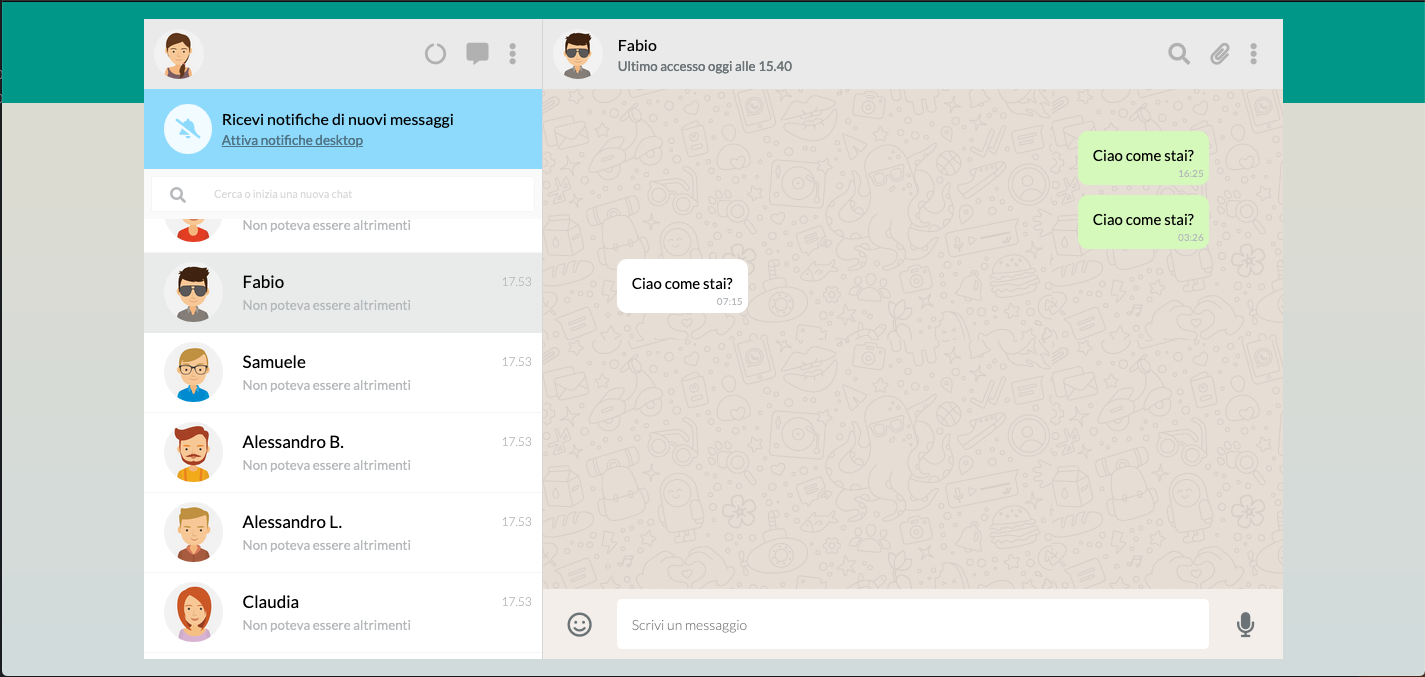 Fabio
Ultimo accesso oggi alle 15.40
Ricevi notifiche di nuovi messaggi
Attiva notifiche desktop
Cerca o inizia una nuova chat
Non poteva essere altrimenti
Fabio 17.53
Non poteva essere altrimenti
Samuele 17.53
Non poteva essere altrimenti
Alessandro B. 17.53
Non poteva essere altrimenti
Alessandro L. 17.53
Non poteva essere altrimenti
Claudia 17.53
Non poteva essere altrimenti
Ciao come stai?
16:25
Ciao come stai?
03:26
Ciao come stai?
07:15
Scrivi un messaggio